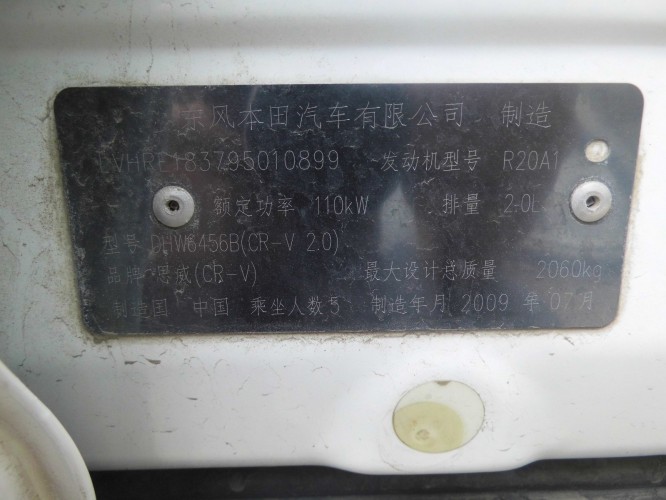 东风本田汽车有限公司 制造
LVHRE183795010899 发动机型号 R20A1
额定功率 110kW 排量 2.0L
型号 DHW6456B(CR-V 2.0)
品牌 思威(CR-V) 最大设计总质量 2060kg
制造国 中国 乘坐人数5 制造年月 2009 年 07月